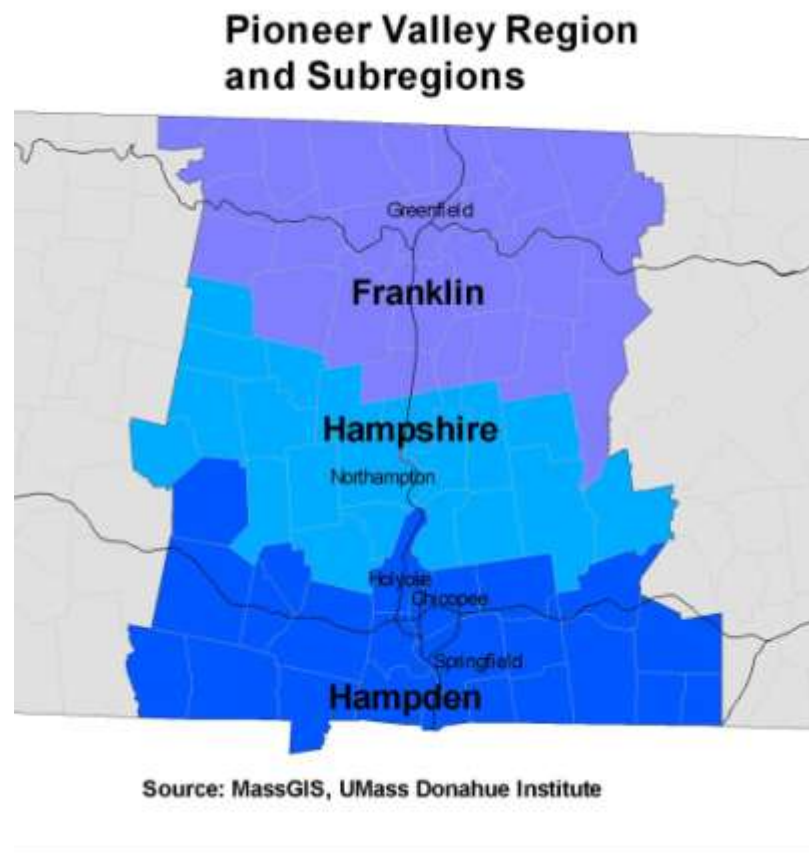 Pioneer Valley Region
and Subregions
Greenfield
Franklin
Hampshire
Northampton
Holyoke
Chicopee
Springfield
Hampden
Source: MassGIS, UMass Donahue Institute